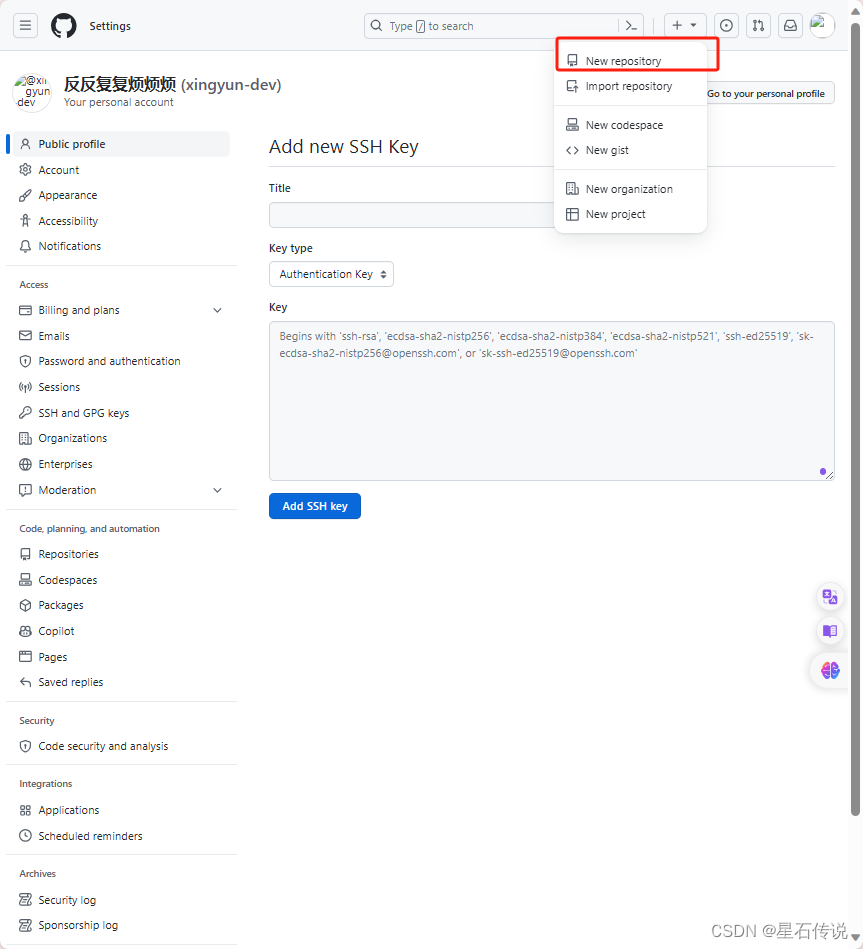 Settings
Type / to search
New repository
Import repository
New codespace
New gist
New organization
New project
@xi
gyun
dev
反反复复烦烦烦 (xingyun-dev)
Your personal account
Go to your personal profile
Public profile
Account
Appearance
Accessibility
Notifications
Access
Billing and plans
Emails
Password and authentication
Sessions
SSH and GPG keys
Organizations
Enterprises
Moderation
Code, planning, and automation
Repositories
Codespaces
Packages
Copilot
Pages
Saved replies
Security
Code security and analysis
Integrations
Applications
Scheduled reminders
Archives
Security log
Sponsorship log
Add new SSH Key
Title
Key type
Authentication Key
Key
Begins with 'ssh-rsa', 'ecdsa-sha2-nistp256', 'ecdsa-sha2-nistp384', 'ecdsa-sha2-nistp521', 'ssh-ed25519', 'sk-
ecdsa-sha2-nistp256@openssh.com', or 'sk-ssh-ed25519@openssh.com'
Add SSH key
CSDN @星石传说